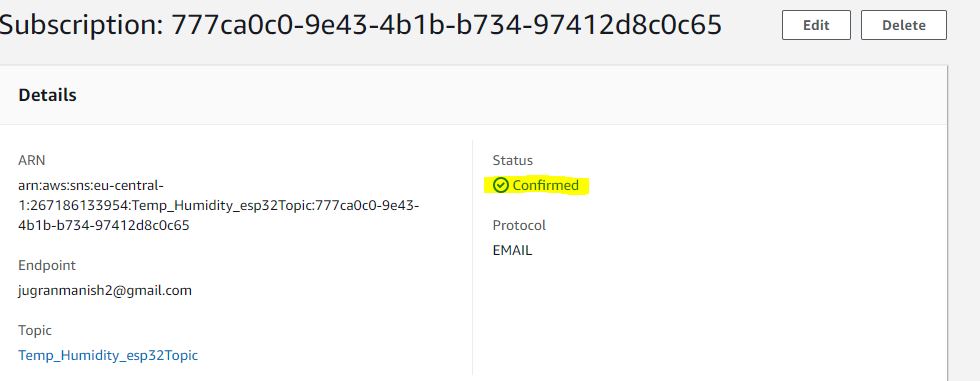 Subscription: 777ca0c0-9e43-4b1b-b734-97412d8c0c65
Edit
Delete
Details
ARN
arn:aws:sns:eu-central-
1:267186133954:Temp_Humidity_esp32Topic:777ca0c0-9e43-
4b1b-b734-97412d8c0c65
Endpoint
jugranmanish2@gmail.com
Topic
Temp_Humidity_esp32Topic
Status
Confirmed
Protocol
EMAIL